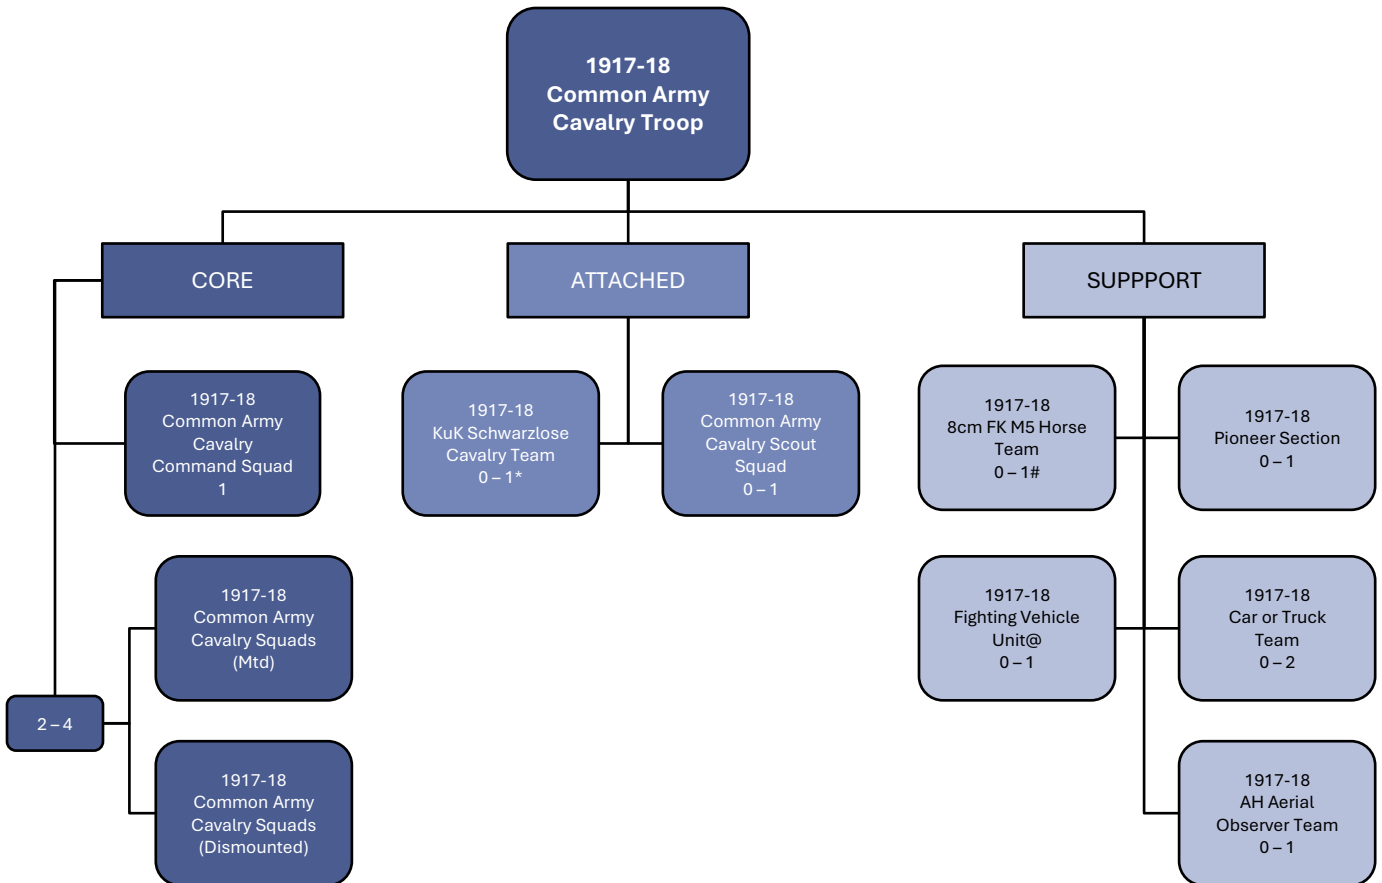 1917-18
Common Army
Cavalry Troop
CORE
ATTACHED
SUPPPORT
1917-18
Common Army
Cavalry
Command Squad
1
1917-18
KuK Schwarzlose
Cavalry Team
0 – 1*
1917-18
Common Army
Cavalry Scout
Squad
0 – 1
1917-18
8cm FK M5 Horse
Team
0 – 1#
1917-18
Pioneer Section
0 – 1
1917-18
Common Army
Cavalry Squads
(Mtd)
1917-18
Fighting Vehicle
Unit@
0 – 1
1917-18
Car or Truck
Team
0 – 2
2 – 4
1917-18
Common Army
Cavalry Squads
(Dismounted)
1917-18
AH Aerial
Observer Team
0 – 1